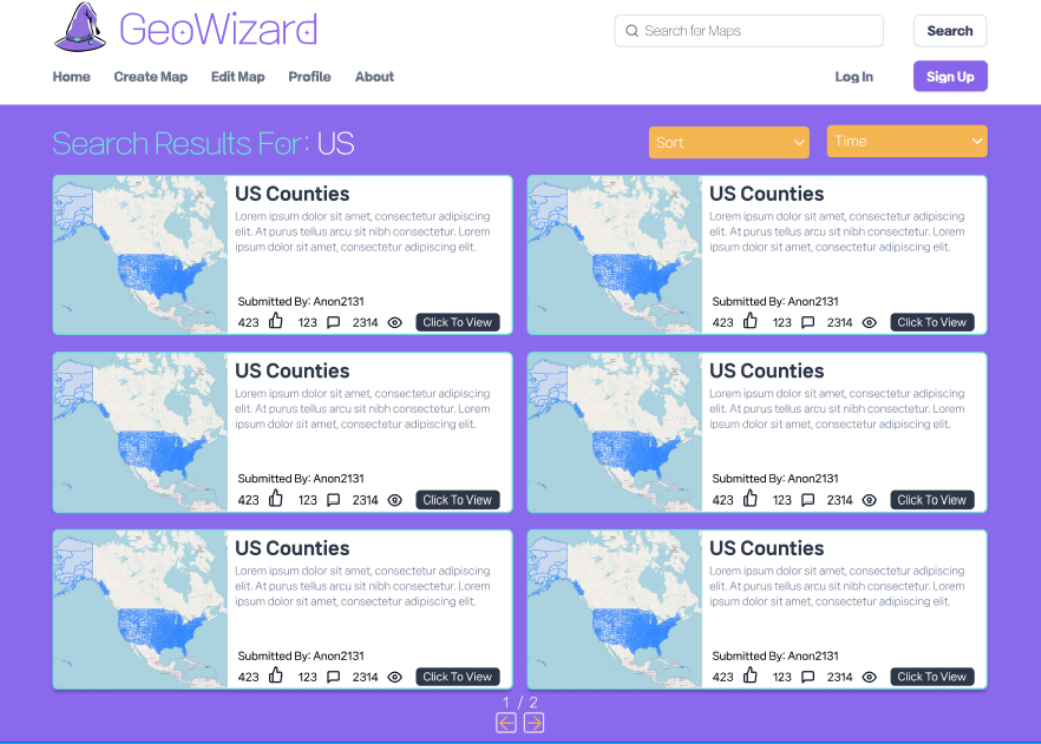 GeoWizard
Search for Maps
Search
Home
Create Map
Edit Map
Profile
About
Log In
Sign Up
Search Results For: US
Sort
Time
US Counties
Lorem ipsum dolor sit amet, consectetur adipiscing
elit. At purus tellus arcu sit nibh consectetur. Lorem
ipsum dolor sit amet, consectetur adipiscing elit.
Submitted By: Anon2131
423
123
2314
Click To View
US Counties
Lorem ipsum dolor sit amet, consectetur adipiscing
elit. At purus tellus arcu sit nibh consectetur. Lorem
ipsum dolor sit amet, consectetur adipiscing elit.
Submitted By: Anon2131
423
123
2314
Click To View
US Counties
Lorem ipsum dolor sit amet, consectetur adipiscing
elit. At purus tellus arcu sit nibh consectetur. Lorem
ipsum dolor sit amet, consectetur adipiscing elit.
Submitted By: Anon2131
423
123
2314
Click To View
US Counties
Lorem ipsum dolor sit amet, consectetur adipiscing
elit. At purus tellus arcu sit nibh consectetur. Lorem
ipsum dolor sit amet, consectetur adipiscing elit.
Submitted By: Anon2131
423
123
2314
Click To View
US Counties
Lorem ipsum dolor sit amet, consectetur adipiscing
elit. At purus tellus arcu sit nibh consectetur. Lorem
ipsum dolor sit amet, consectetur adipiscing elit.
Submitted By: Anon2131
423
123
2314
Click To View
US Counties
Lorem ipsum dolor sit amet, consectetur adipiscing
elit. At purus tellus arcu sit nibh consectetur. Lorem
ipsum dolor sit amet, consectetur adipiscing elit.
Submitted By: Anon2131
423
123
2314
Click To View
1 / 2